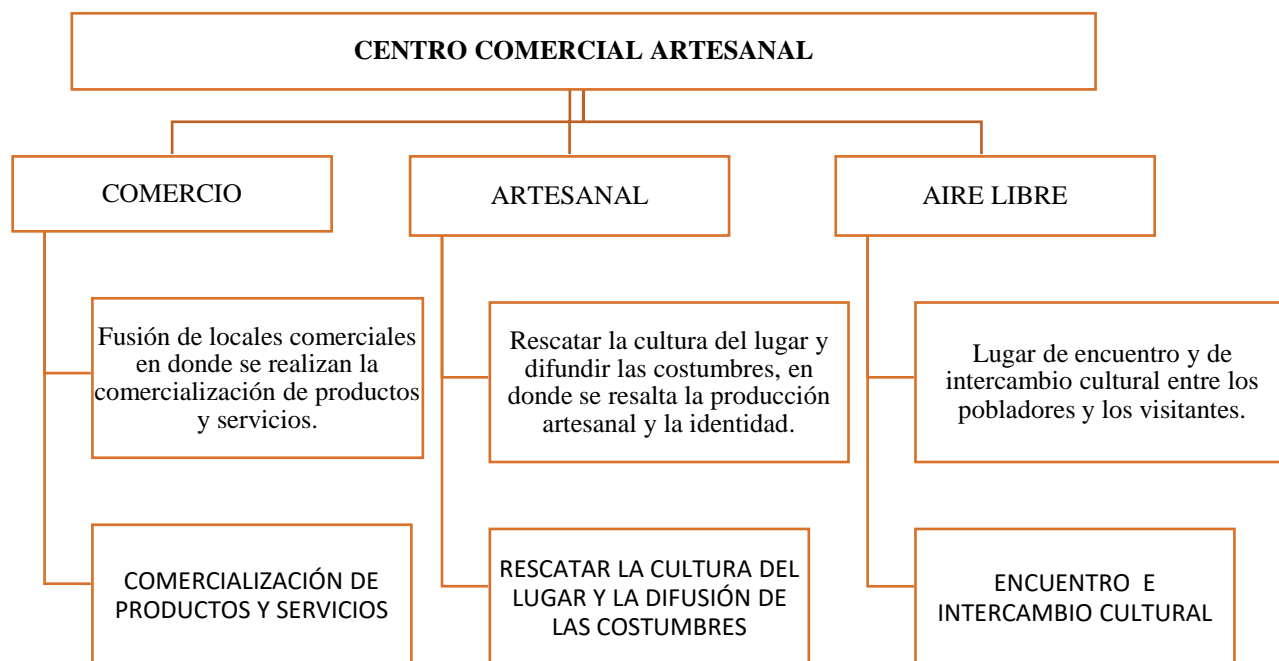 CENTRO COMERCIAL ARTESANAL
COMERCIO
ARTESANAL
AIRE LIBRE
Fusión de locales comerciales
en donde se realizan la
comercialización de productos
y servicios.
Rescatar la cultura del lugar y
difundir las costumbres, en
donde se resalta la producción
artesanal y la identidad.
Lugar de encuentro y de
intercambio cultural entre los
pobladores y los visitantes.
COMERCIALIZACIÓN DE
PRODUCTOS Y SERVICIOS
RESCATAR LA CULTURA DEL
LUGAR Y LA DIFUSIÓN DE
LAS COSTUMBRES
ENCUENTRO E
INTERCAMBIO CULTURAL